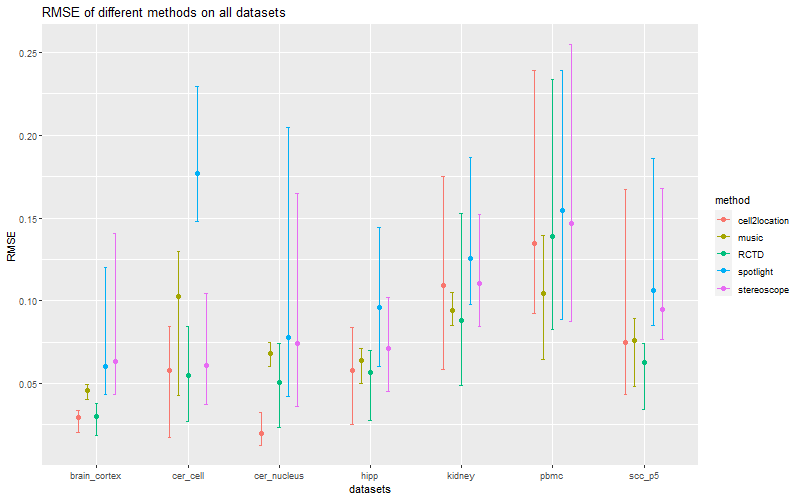 RMSE of different methods on all datasets
RMSE
0.25
0.20
0.15
0.10
0.05
brain_cortex
cer_cell
cer_nucleus
hipp
kidney
pbmc
scc_p5
datasets
method
cell2location
music
RCTD
spotlight
stereoscope